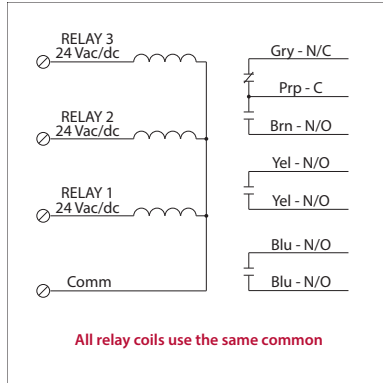 RELAY 3
24 Vac/dc
RELAY 2
24 Vac/dc
RELAY 1
24 Vac/dc
Comm
Gry - N/C
Prp - C
Brn - N/O
Yel - N/O
Yel - N/O
Blu - N/O
Blu - N/O
All relay coils use the same common